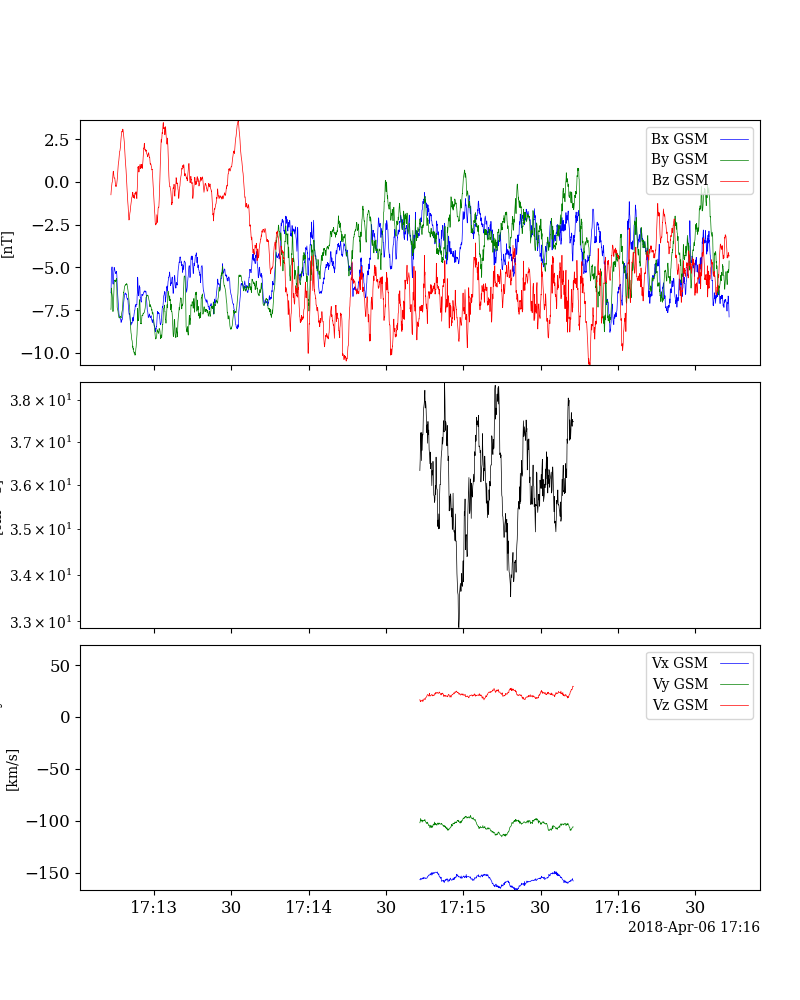 2.5
0.0
−2.5
−5.0
−7.5
−10.0
[nT]
Bx GSM
By GSM
Bz GSM
3.8 × 10¹
3.7 × 10¹
3.6 × 10¹
3.5 × 10¹
3.4 × 10¹
3.3 × 10¹
50
0
−50
−100
−150
[km/s]
Vx GSM
Vy GSM
Vz GSM
17:13 30 17:14 30 17:15 30 17:16 30
2018-Apr-06 17:16